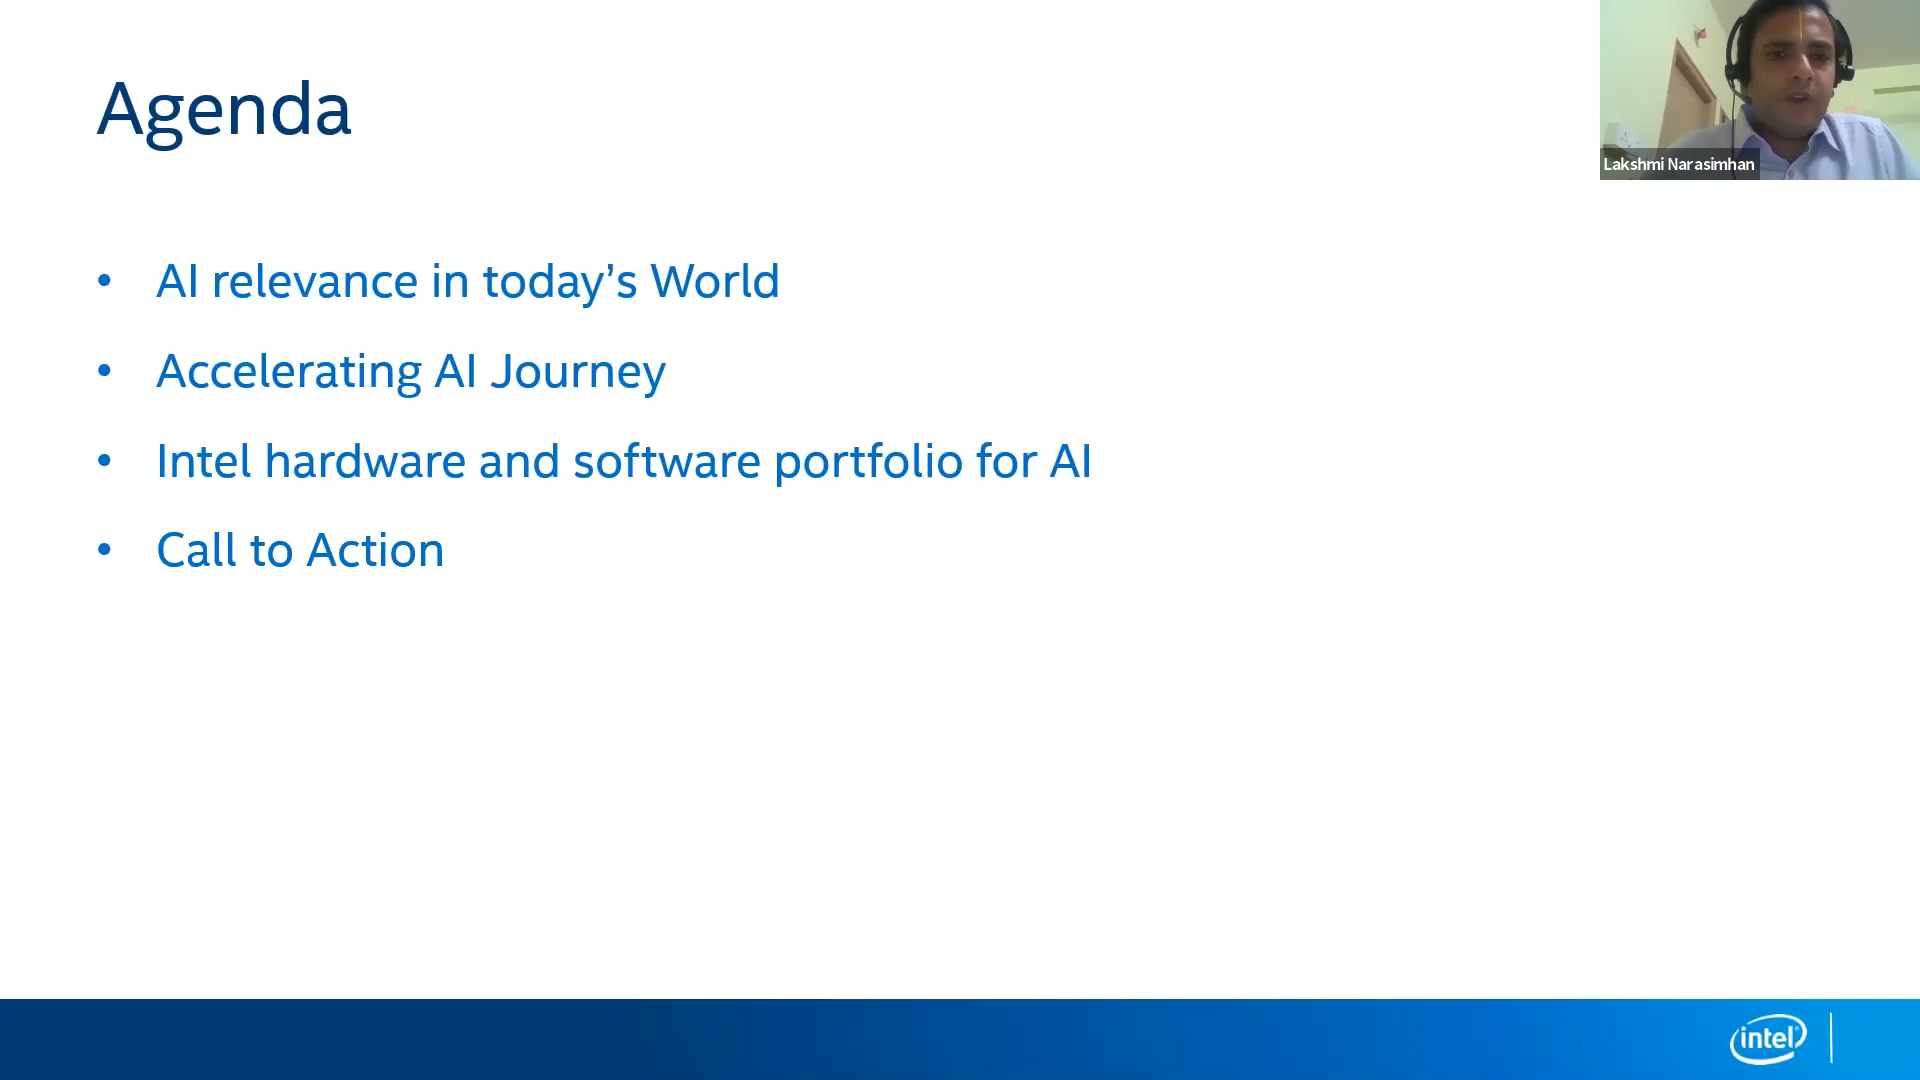 Agenda
Lakshmi Narasimhan
• AI relevance in today’s World
• Accelerating AI Journey
• Intel hardware and software portfolio for AI
• Call to Action
intel